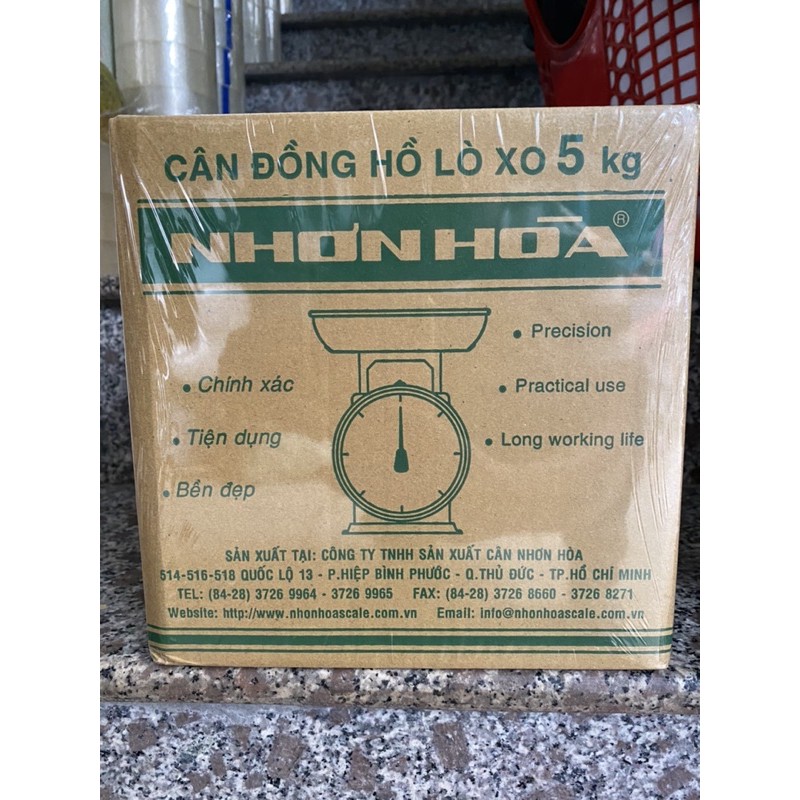 CÂN ĐỒNG HỒ LÒ XO 5 kg
NHƠN HÒA ®
• Precision
• Chính xác
• Practical use
• Tiện dụng
• Long working life
• Bền đẹp
SẢN XUẤT TẠI: CÔNG TY TNHH SẢN XUẤT CÂN NHƠN HÒA
514-516-518 QUỐC LỘ 13 - P.HIỆP BÌNH PHƯỚC - Q.THỦ ĐỨC - TP.HỒ CHÍ MINH
TEL: (84-28) 3726 9964 - 3726 9965 FAX: (84-28) 3726 8660 - 3726 8271
Website: http://www.nhonhoascale.com.vn Email: info@nhonhoascale.com.vn